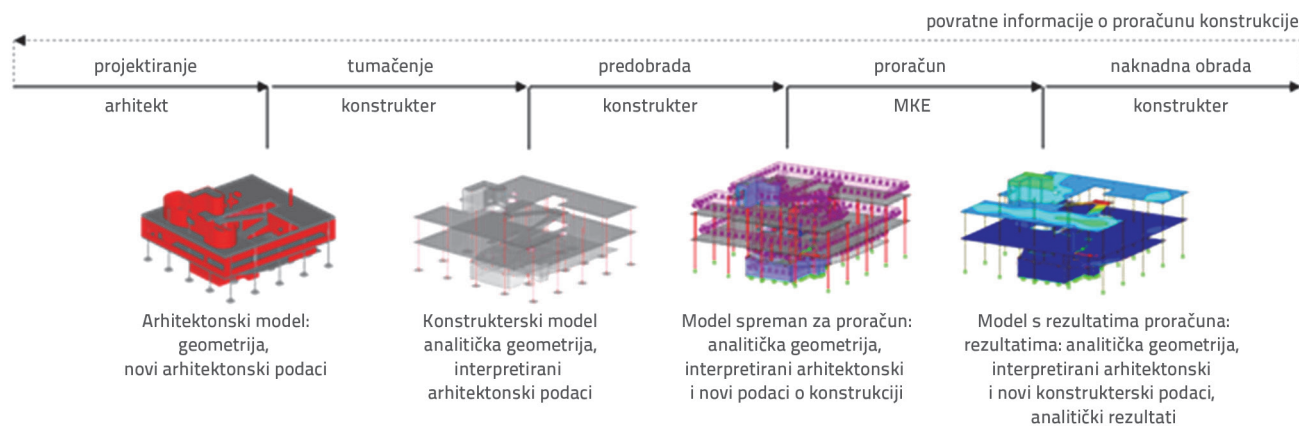 povratne informacije o proračunu konstrukcije
projektiranje
tumačenje
predobrada
proračun
naknadna obrada
arhitekt
konstrukter
konstrukter
MKE
konstrukter
Arhitektonski model:
geometrija,
novi arhitektonski podaci
Konstrukterski model
analitička geometrija,
interpretirani
arhitektonski podaci
Model spreman za proračun:
analitička geometrija,
interpretirani arhitektonski
i novi podaci o konstrukciji
Model s rezultatima proračuna:
rezultatima: analitička geometrija,
interpretirani arhitektonski
i novi konstrukterski podaci,
analitički rezultati